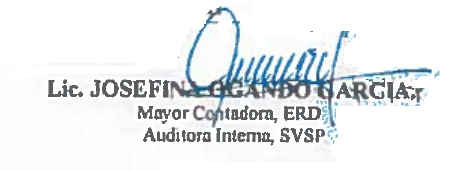 Lic. JOSEFINA OGANDO GARCIA
Mayor Contadora, ERD
Auditora Interna, SVSP